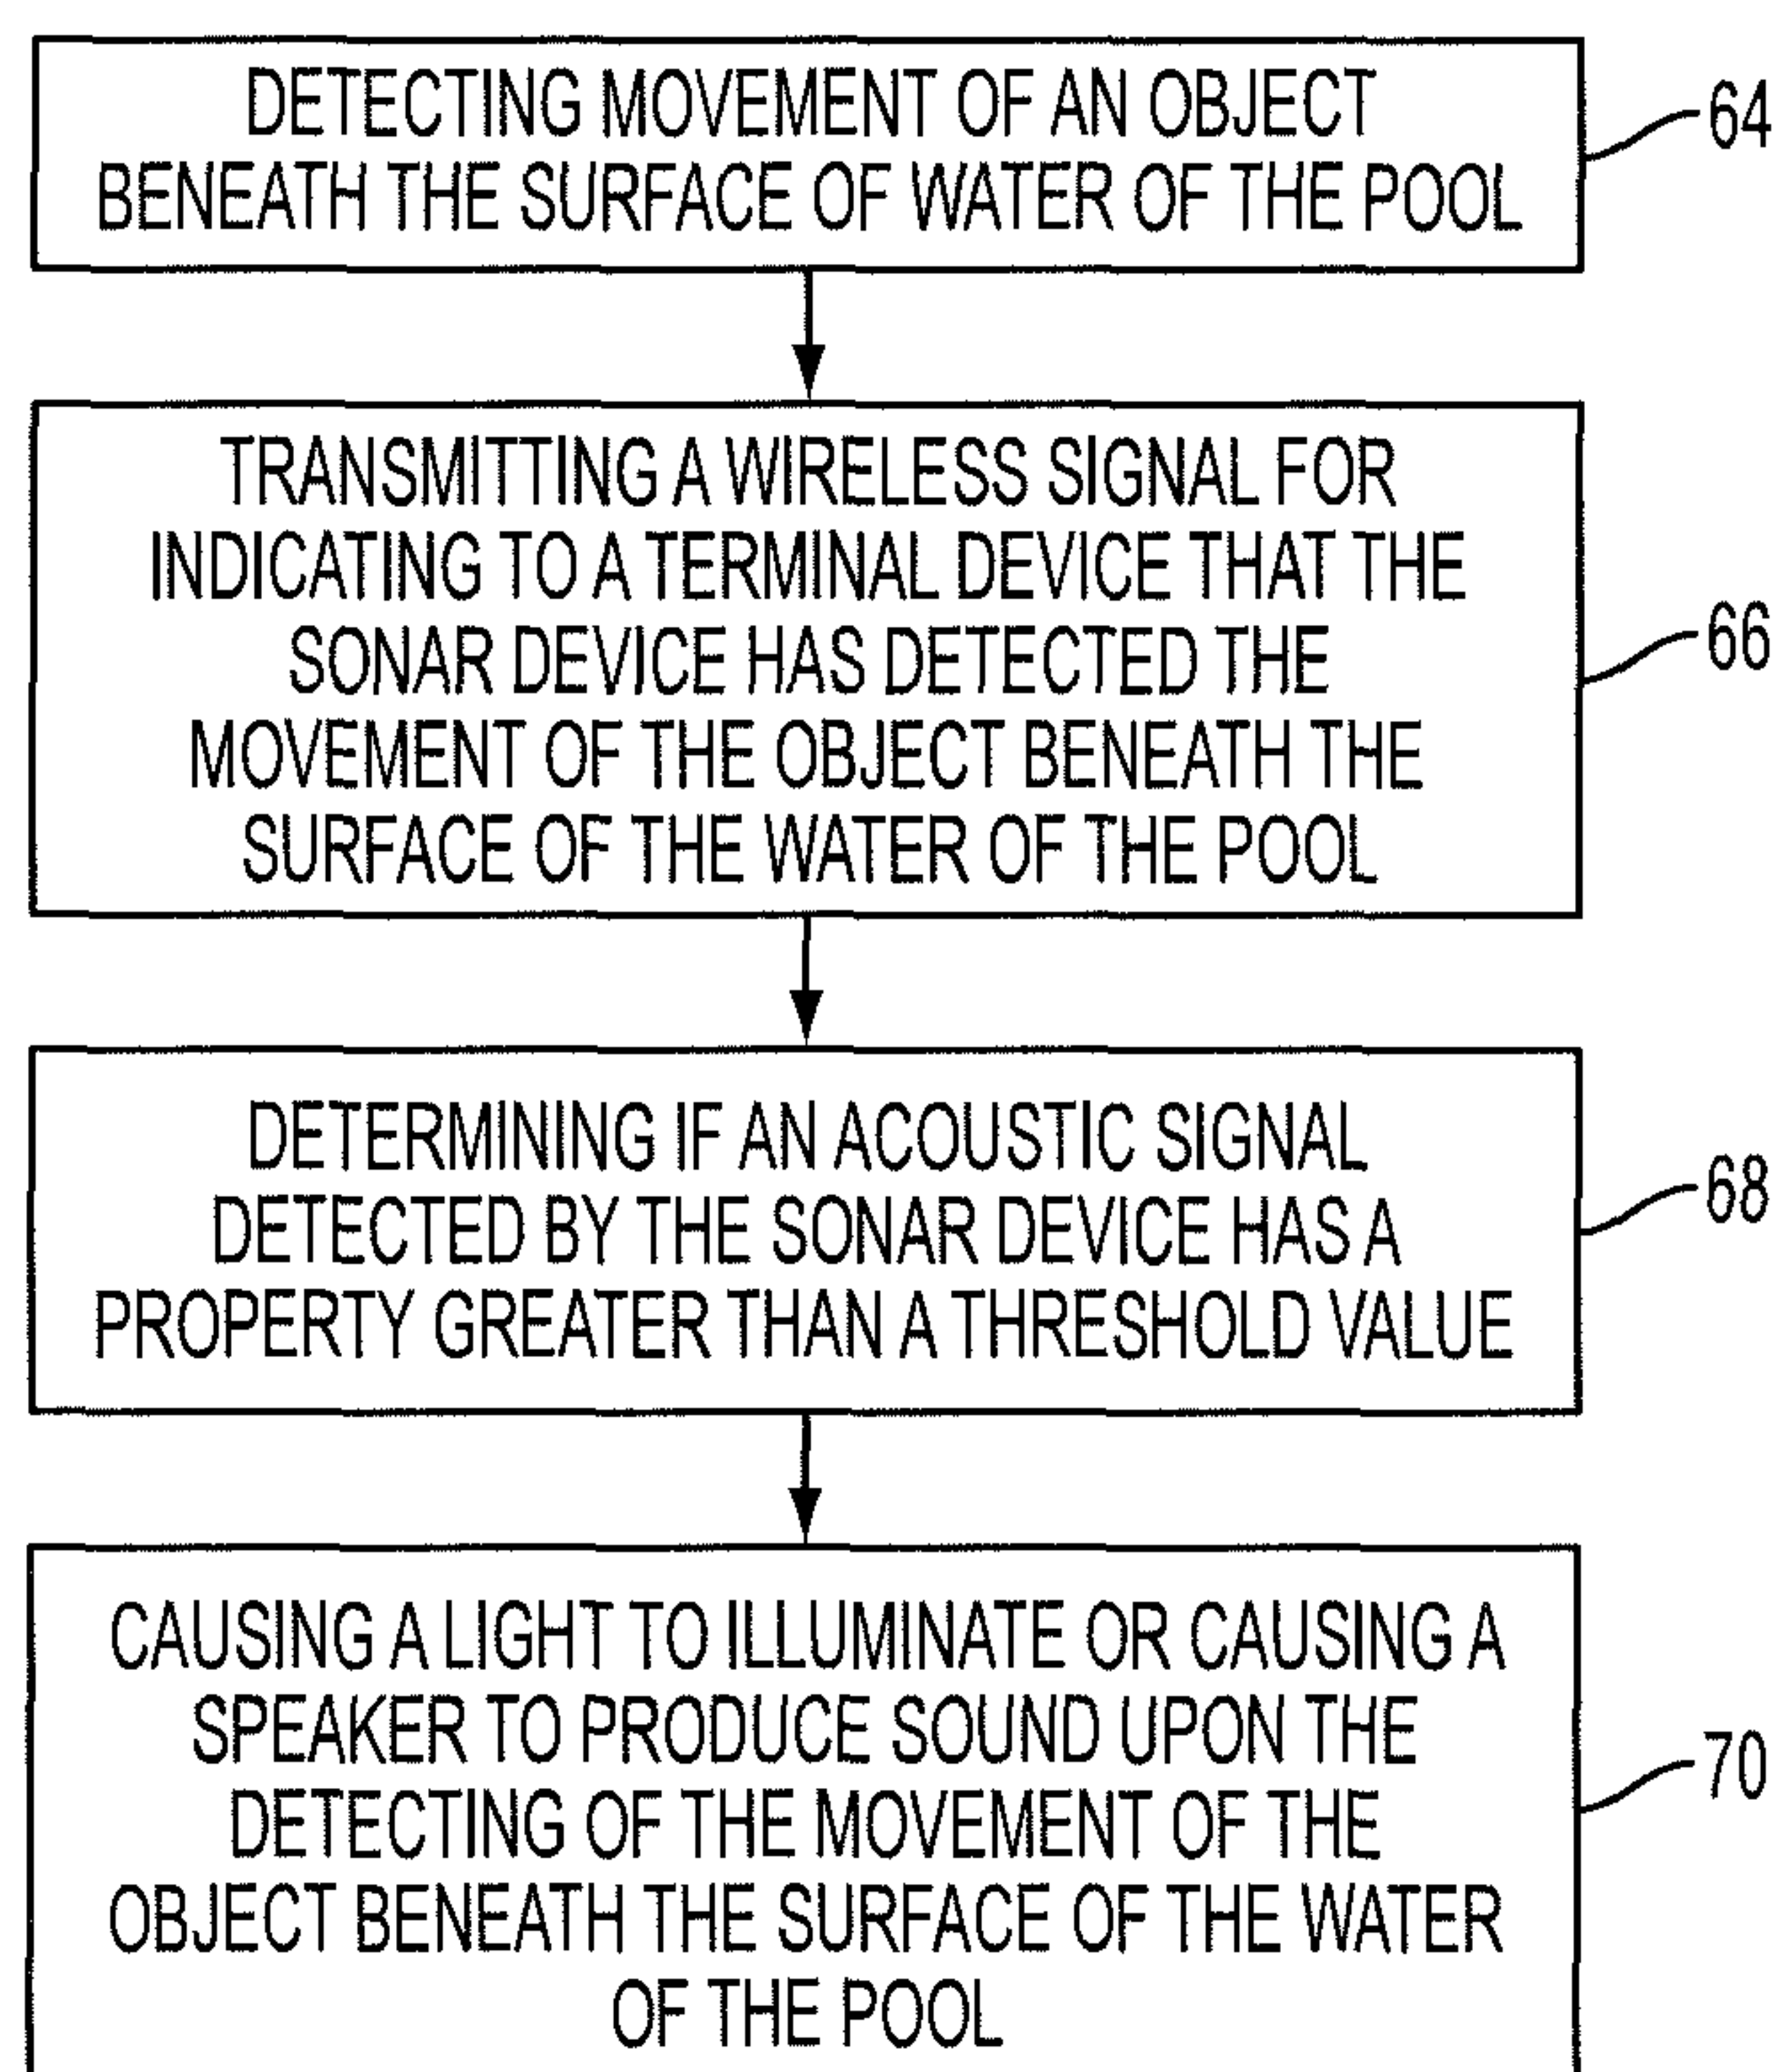 DETECTING MOVEMENT OF AN OBJECT
BENEATH THE SURFACE OF WATER OF THE POOL
64
TRANSMITTING A WIRELESS SIGNAL FOR
INDICATING TO A TERMINAL DEVICE THAT THE
SONAR DEVICE HAS DETECTED THE
MOVEMENT OF THE OBJECT BENEATH THE
SURFACE OF THE WATER OF THE POOL
66
DETERMINING IF AN ACOUSTIC SIGNAL
DETECTED BY THE SONAR DEVICE HAS A
PROPERTY GREATER THAN A THRESHOLD VALUE
68
CAUSING A LIGHT TO ILLUMINATE OR CAUSING A
SPEAKER TO PRODUCE SOUND UPON THE
DETECTING OF THE MOVEMENT OF THE
OBJECT BENEATH THE SURFACE OF THE WATER
OF THE POOL
70